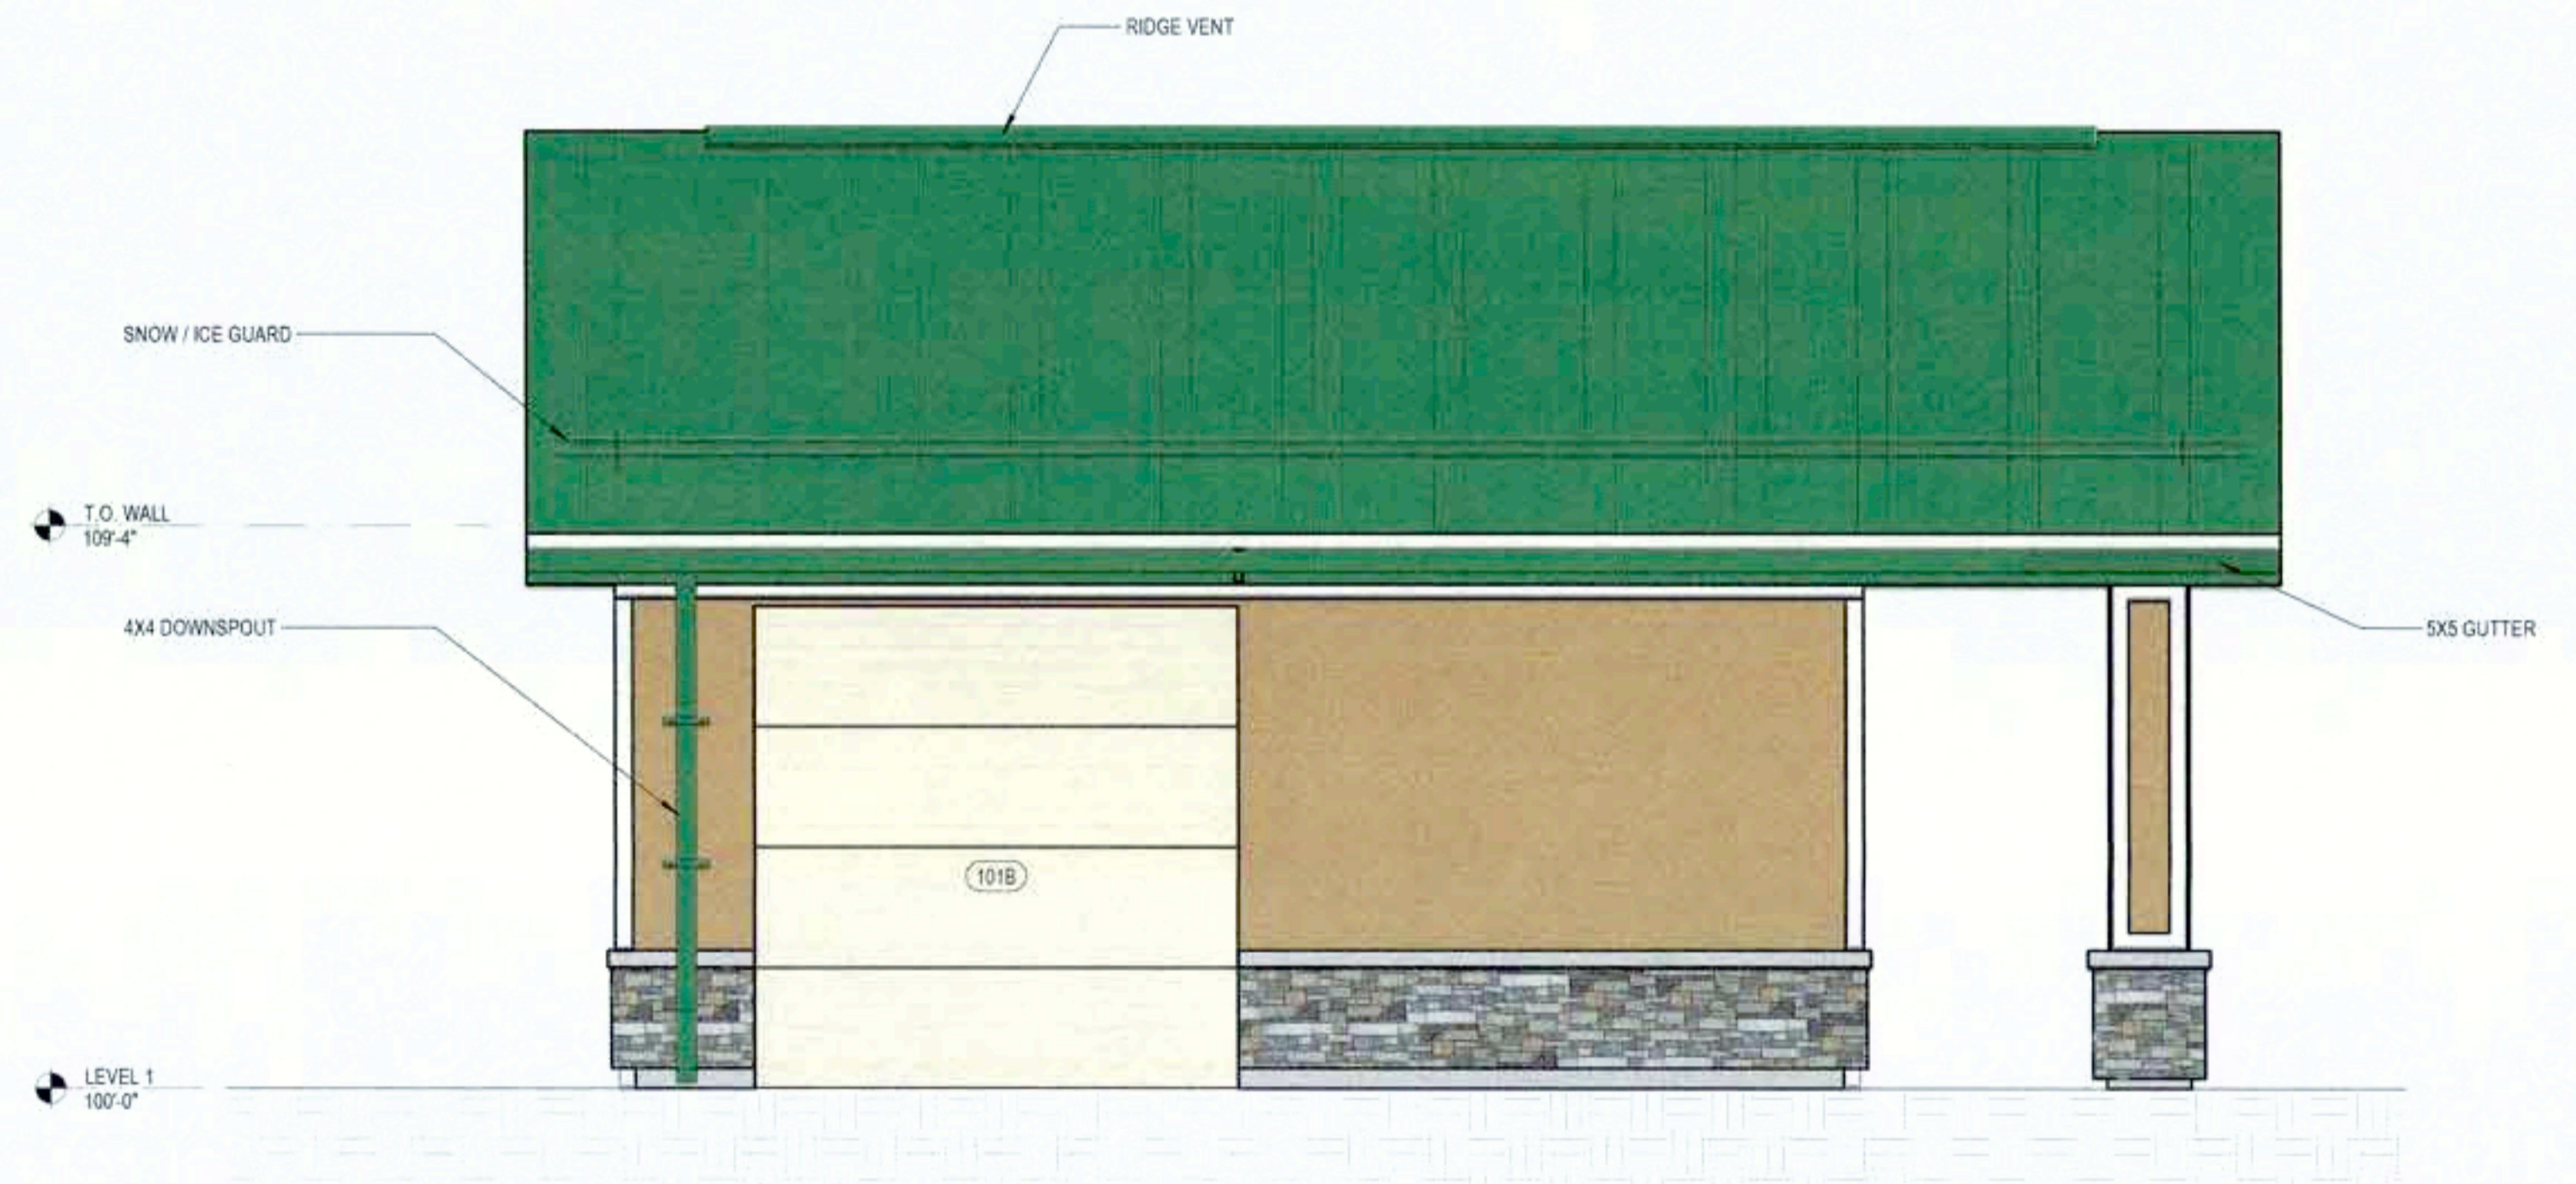 RIDGE VENT
SNOW / ICE GUARD
T.O. WALL
109'-4"
4X4 DOWNSPOUT
5X5 GUTTER
101B
LEVEL 1
100'-0"